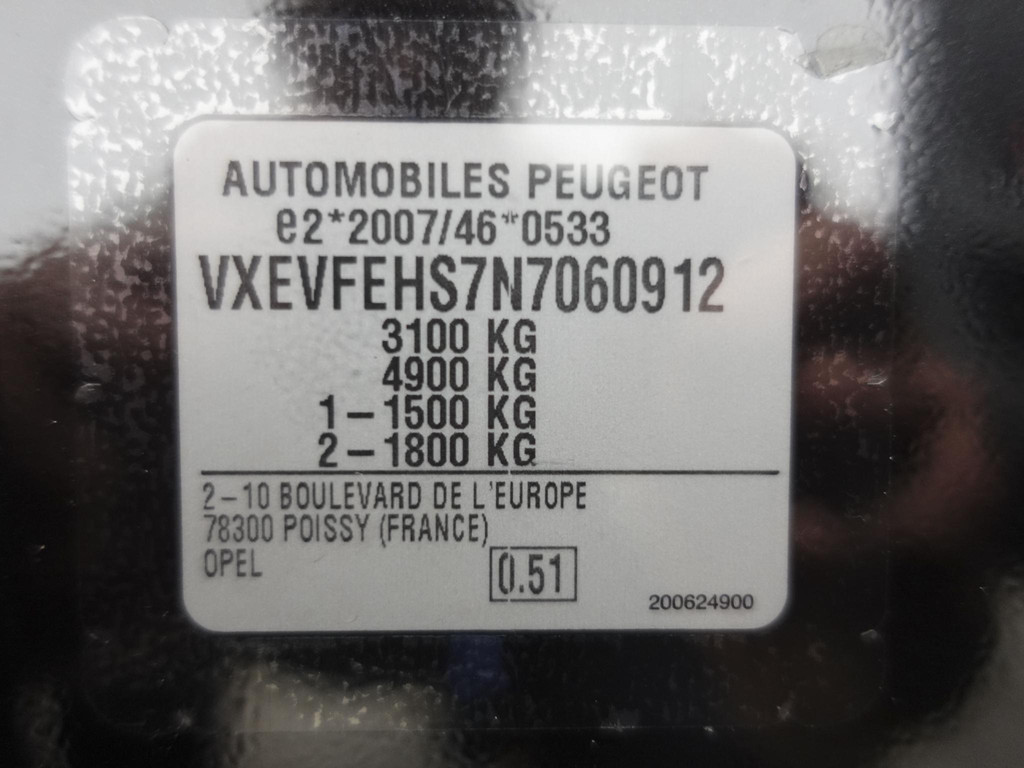 AUTOMOBILES PEUGEOT
e2*2007/46*0533
VXEVFEHS7N7060912
3100 KG
4900 KG
1-1500 KG
2-1800 KG
2-10 BOULEVARD DE L'EUROPE
78300 POISSY (FRANCE)
OPEL
0.51
200624900